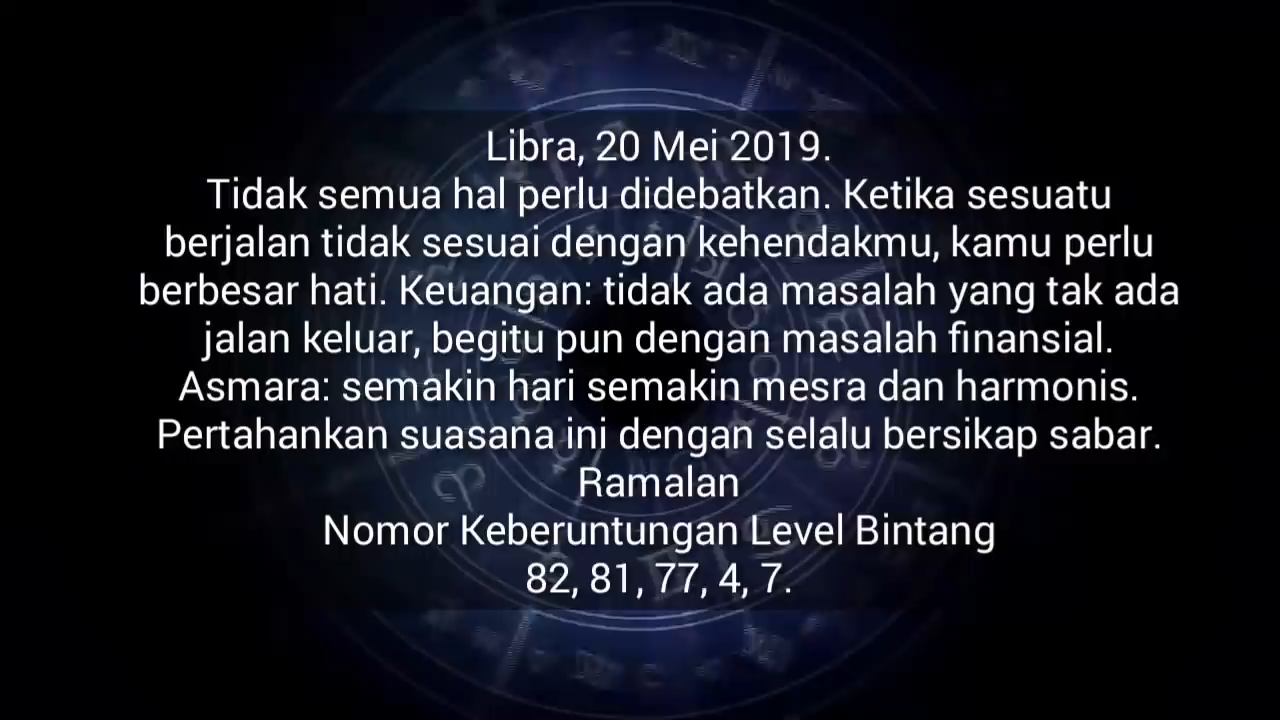 Libra, 20 Mei 2019.
Tidak semua hal perlu didebatkan. Ketika sesuatu
berjalan tidak sesuai dengan kehendakmu, kamu perlu
berbesar hati. Keuangan: tidak ada masalah yang tak ada
jalan keluar, begitu pun dengan masalah finansial.
Asmara: semakin hari semakin mesra dan harmonis.
Pertahankan suasana ini dengan selalu bersikap sabar.
Ramalan
Nomor Keberuntungan Level Bintang
82, 81, 77, 4, 7.